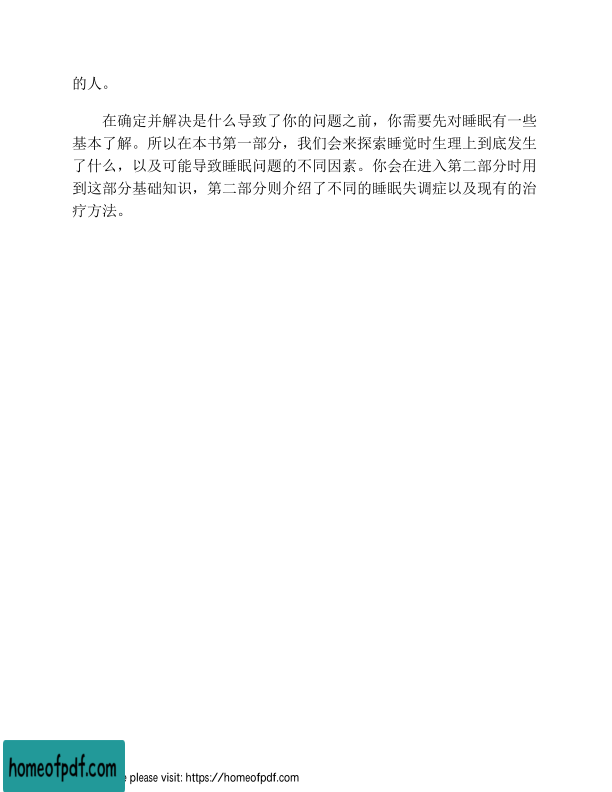 的人。
在确定并解决是什么导致了你的问题之前，你需要先对睡眠有一些
基本了解。所以在本书第一部分，我们会来探索睡觉时生理上到底发生
了什么，以及可能导致睡眠问题的不同因素。你会在进入第二部分时用
到这部分基础知识，第二部分则介绍了不同的睡眠失调症以及现有的治
疗方法。
homeofpdf.com
please visit: https://homeofpdf.com